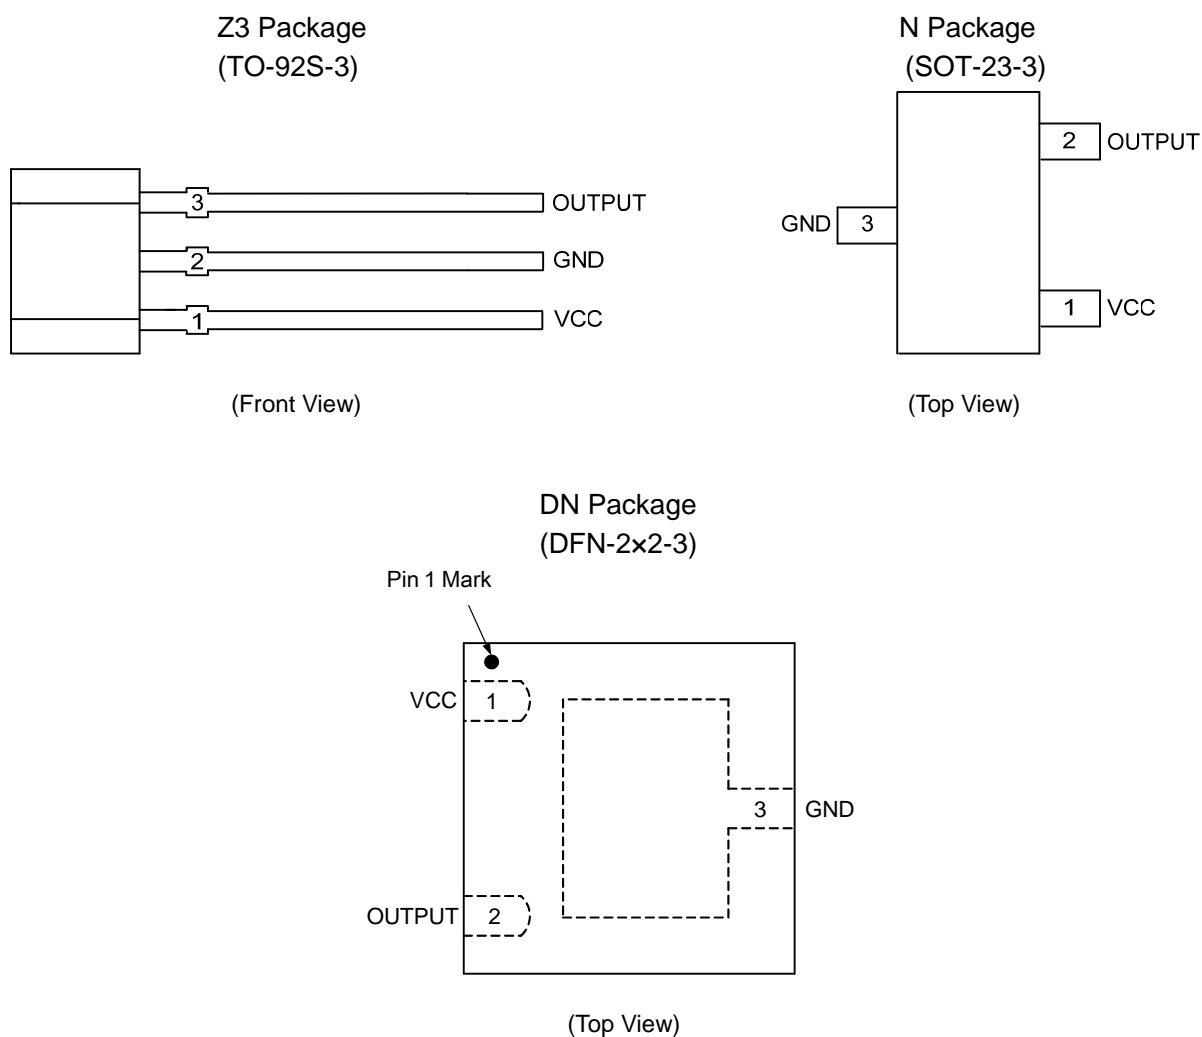 Z3 Package
(TO-92S-3)
3
OUTPUT
2
GND
1
VCC
(Front View)
N Package
(SOT-23-3)
2
OUTPUT
GND
3
1
VCC
(Top View)
DN Package
(DFN-2×2-3)
Pin 1 Mark
VCC
1
3
GND
OUTPUT
2
(Top View)